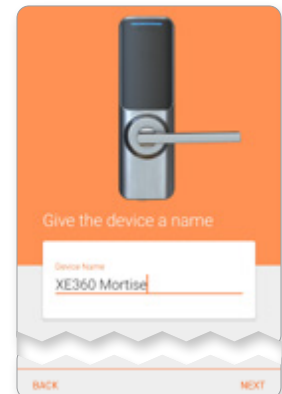 Give the device a name
Device Name
XE360 Mortise
BACK NEXT